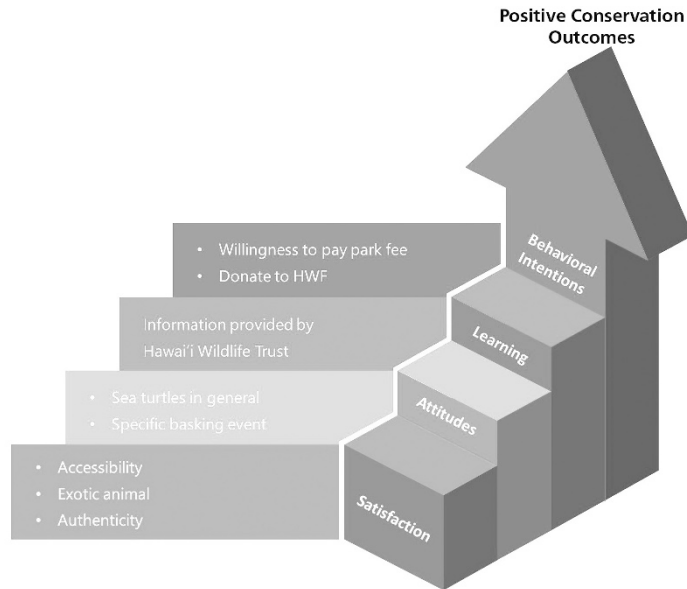 Positive Conservation
Outcomes
• Willingness to pay park fee
• Donate to HWF
Behavioral
Intentions
Information provided by
Hawai‘i Wildlife Trust
Learning
• Sea turtles in general
• Specific basking event
Attitudes
• Accessibility
• Exotic animal
• Authenticity
Satisfaction